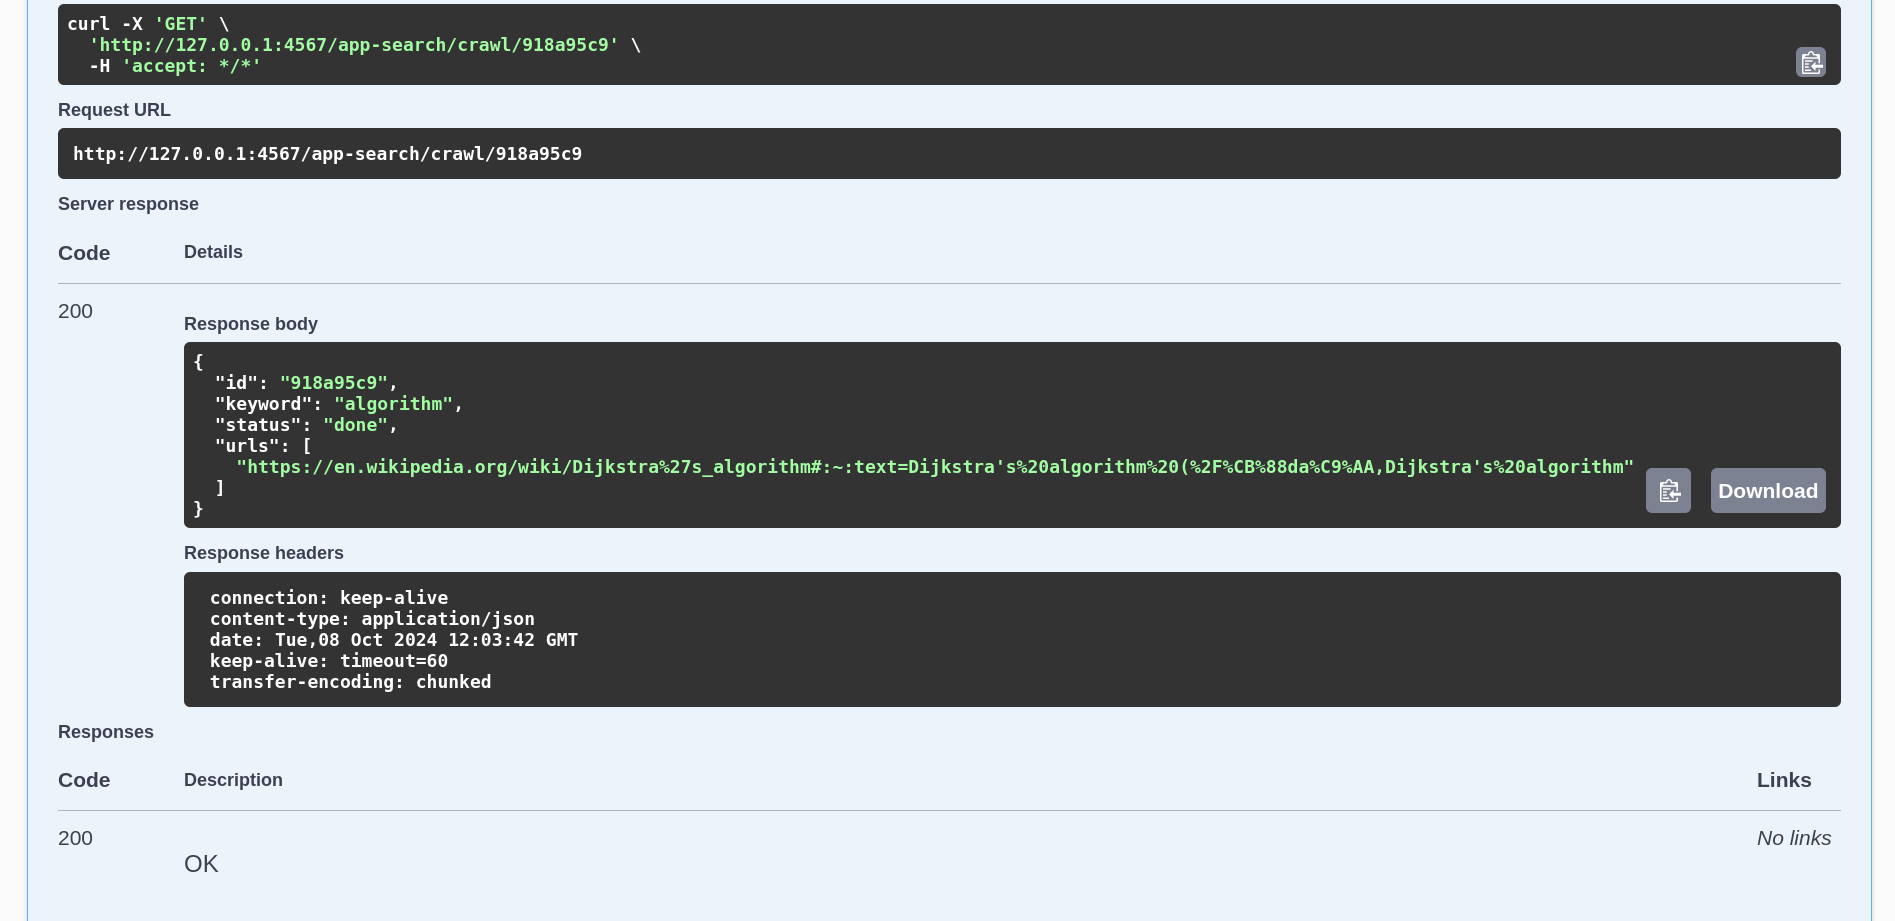 curl -X 'GET' \
  'http://127.0.0.1:4567/app-search/crawl/918a95c9' \
  -H 'accept: */*'
Request URL
http://127.0.0.1:4567/app-search/crawl/918a95c9
Server response
Code Details
200
Response body
{
  "id": "918a95c9",
  "keyword": "algorithm",
  "status": "done",
  "urls": [
    "https://en.wikipedia.org/wiki/Dijkstra%27s_algorithm#:~:text=Dijkstra's%20algorithm%20(%2F%CB%88da%C9%AA,Dijkstra's%20algorithm"
  ]
}
Download
Response headers
connection: keep-alive
content-type: application/json
date: Tue,08 Oct 2024 12:03:42 GMT
keep-alive: timeout=60
transfer-encoding: chunked
Responses
Code Description Links
200 No links
OK